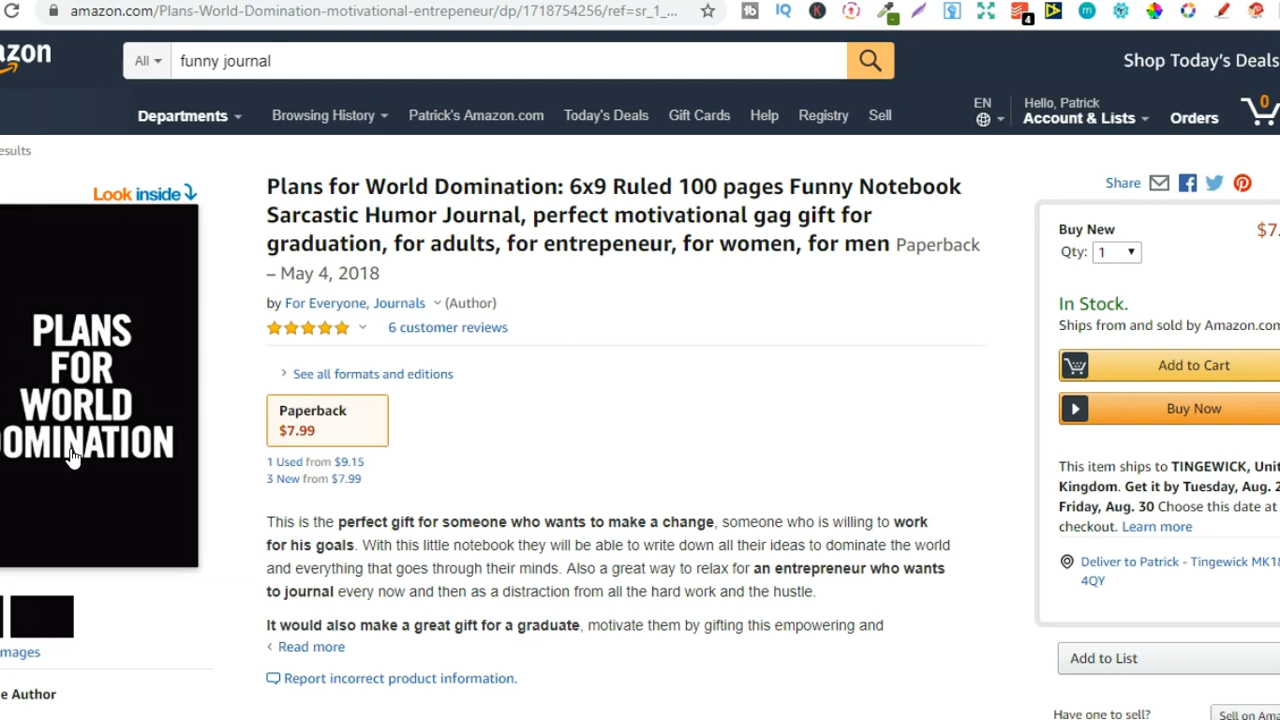 amazon.com/Plans-World-Domination-motivational-entrepeneur/dp/1718754256/ref=sr_1_...
4
azon
All
funny journal
Shop Today's Deals
Departments
Browsing History
Patrick's Amazon.com
Today's Deals
Gift Cards
Help
Registry
Sell
EN
Hello, Patrick
Account & Lists
Orders
0
esults
Look inside
PLANS
FOR
WORLD
DOMINATION
mages
e Author
Plans for World Domination: 6x9 Ruled 100 pages Funny Notebook
Sarcastic Humor Journal, perfect motivational gag gift for
graduation, for adults, for entrepeneur, for women, for men Paperback
– May 4, 2018
by For Everyone, Journals (Author)
6 customer reviews
See all formats and editions
Paperback
$7.99
1 Used from $9.15
3 New from $7.99
This is the perfect gift for someone who wants to make a change, someone who is willing to work
for his goals. With this little notebook they will be able to write down all their ideas to dominate the world
and everything that goes through their minds. Also a great way to relax for an entrepreneur who wants
to journal every now and then as a distraction from all the hard work and the hustle.
It would also make a great gift for a graduate, motivate them by gifting this empowering and
Read more
Report incorrect product information.
Share
Buy New
$7.
Qty: 1
In Stock.
Ships from and sold by Amazon.com
Add to Cart
Buy Now
This item ships to TINGEWICK, Unit
Kingdom. Get it by Tuesday, Aug. 2
Friday, Aug. 30 Choose this date at
checkout. Learn more
Deliver to Patrick - Tingewick MK18
4QY
Add to List
Have one to sell?
Sell on Ama